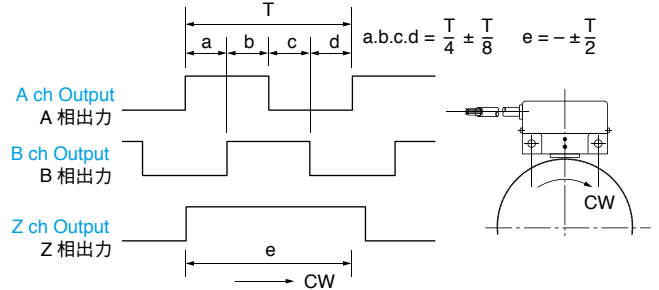 T
a b c d
a.b.c.d = T/4 ± T/8 e = − ± T/2
A ch Output
A 相出力
B ch Output
B 相出力
Z ch Output
Z 相出力
e
CW
CW